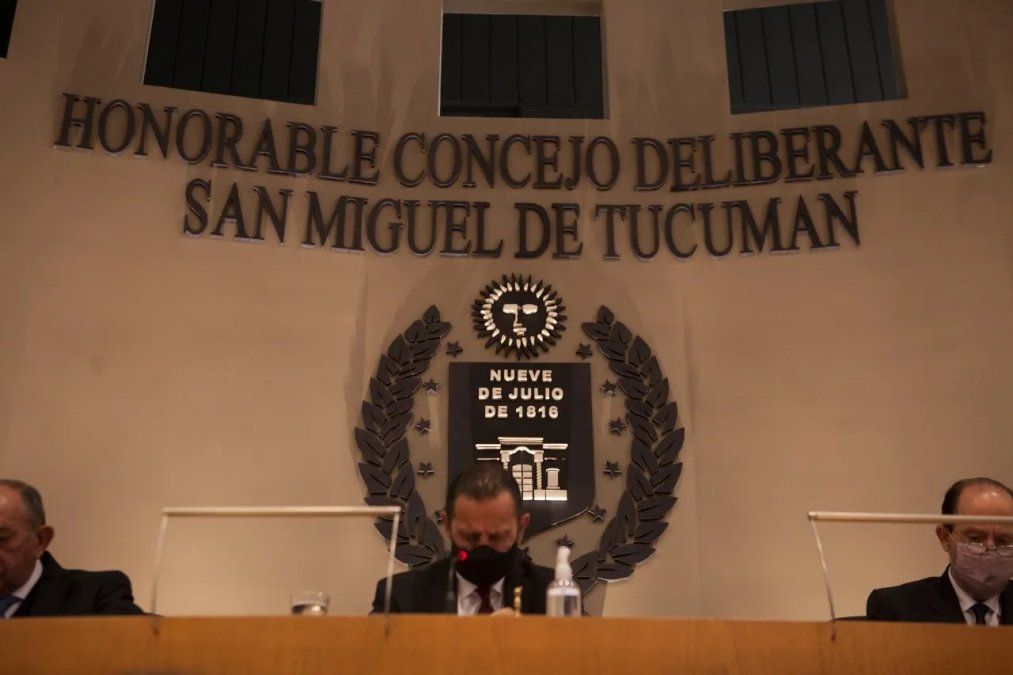 HONORABLE CONCEJO DELIBERANTE
SAN MIGUEL DE TUCUMAN
NUEVE
DE JULIO
DE 1816